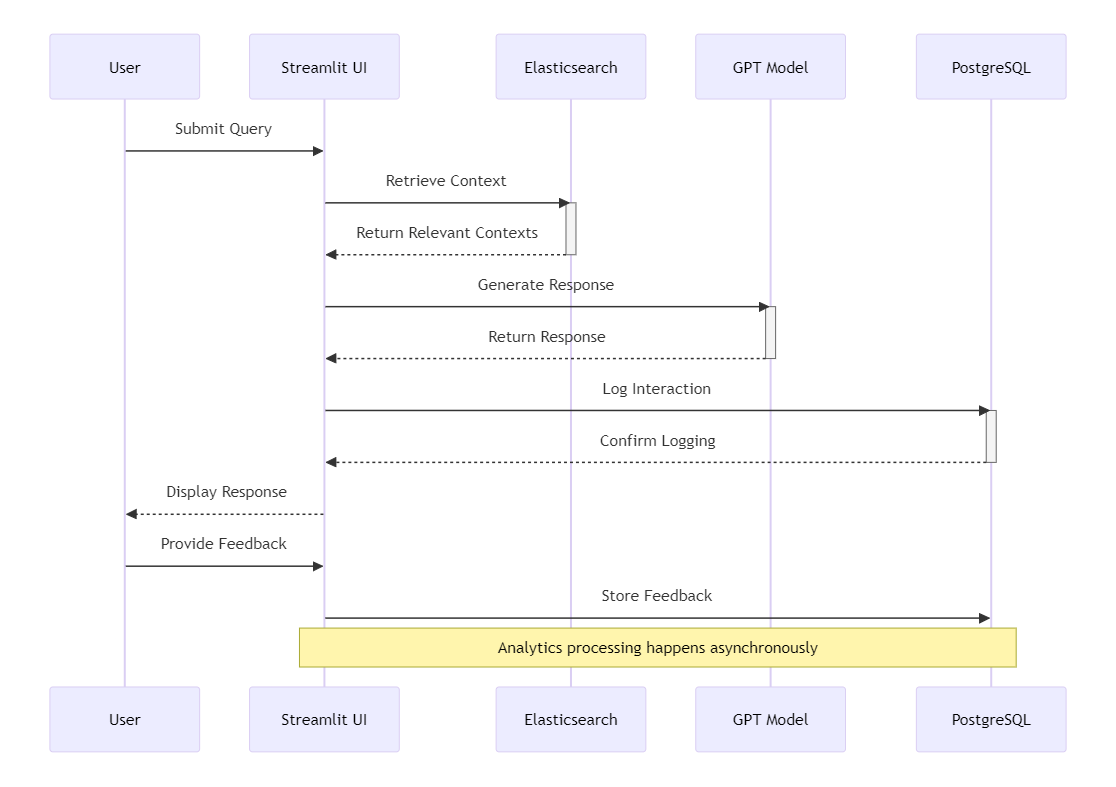 User
Streamlit UI
Elasticsearch
GPT Model
PostgreSQL
Submit Query
Retrieve Context
Return Relevant Contexts
Generate Response
Return Response
Log Interaction
Confirm Logging
Display Response
Provide Feedback
Store Feedback
Analytics processing happens asynchronously
User
Streamlit UI
Elasticsearch
GPT Model
PostgreSQL